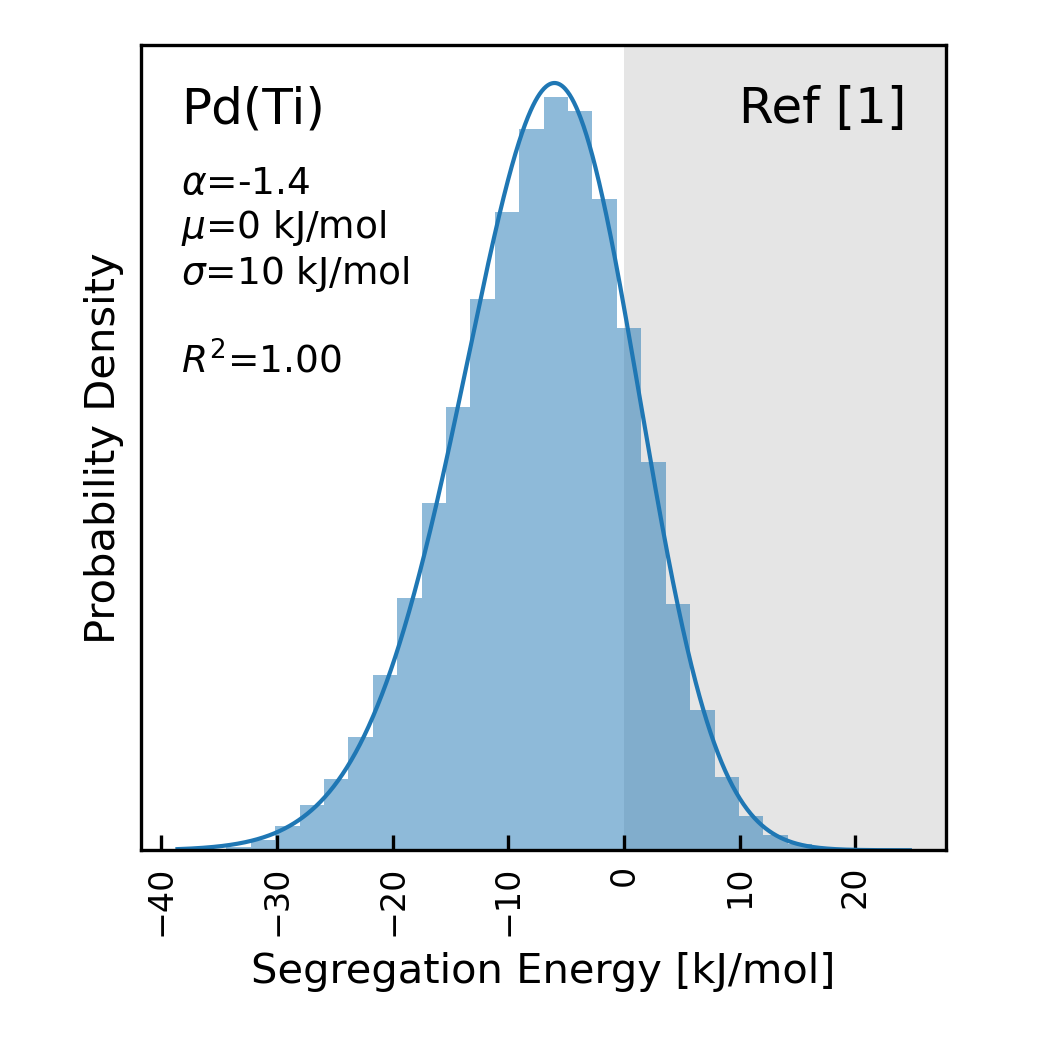 Pd(Ti)
Ref [1]
α=-1.4
μ=0 kJ/mol
σ=10 kJ/mol
R²=1.00
Probability Density
−40 −30 −20 −10 0 10 20
Segregation Energy [kJ/mol]